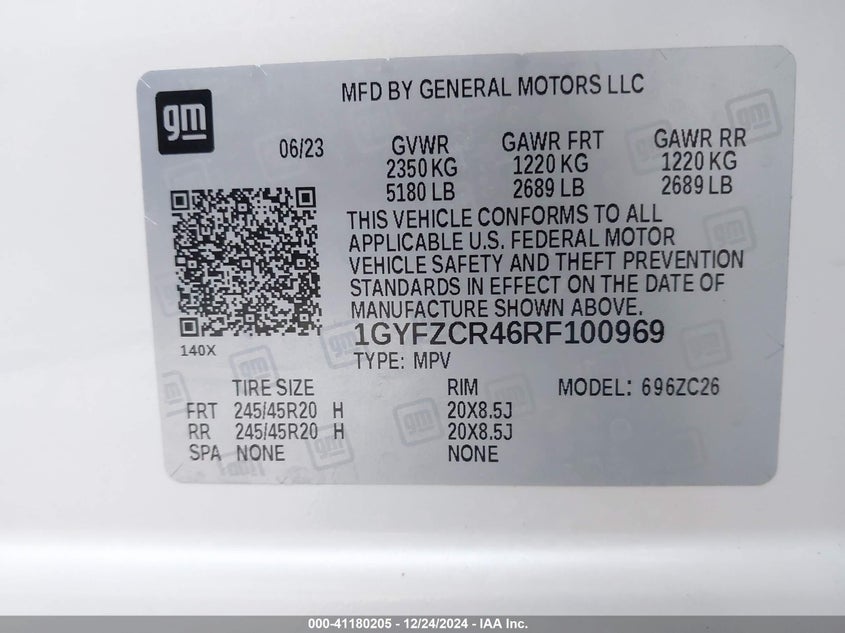 gm
MFD BY GENERAL MOTORS LLC
06/23
GVWR GAWR FRT GAWR RR
2350 KG 1220 KG 1220 KG
5180 LB 2689 LB 2689 LB
THIS VEHICLE CONFORMS TO ALL
APPLICABLE U.S. FEDERAL MOTOR
VEHICLE SAFETY AND THEFT PREVENTION
STANDARDS IN EFFECT ON THE DATE OF
MANUFACTURE SHOWN ABOVE.
1GYFZCR46RF100969
140X
TYPE: MPV
TIRE SIZE RIM MODEL: 696ZC26
FRT 245/45R20 H 20X8.5J
RR 245/45R20 H 20X8.5J
SPA NONE NONE
000-41180205 - 12/24/2024 - IAA Inc.